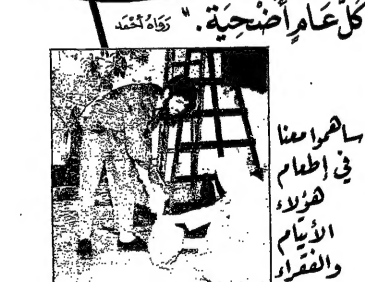 كل عام أضحية." رواه أحمد
ساهموا معنا
في إطعام
هؤلاء
الأيتام
والفقراء